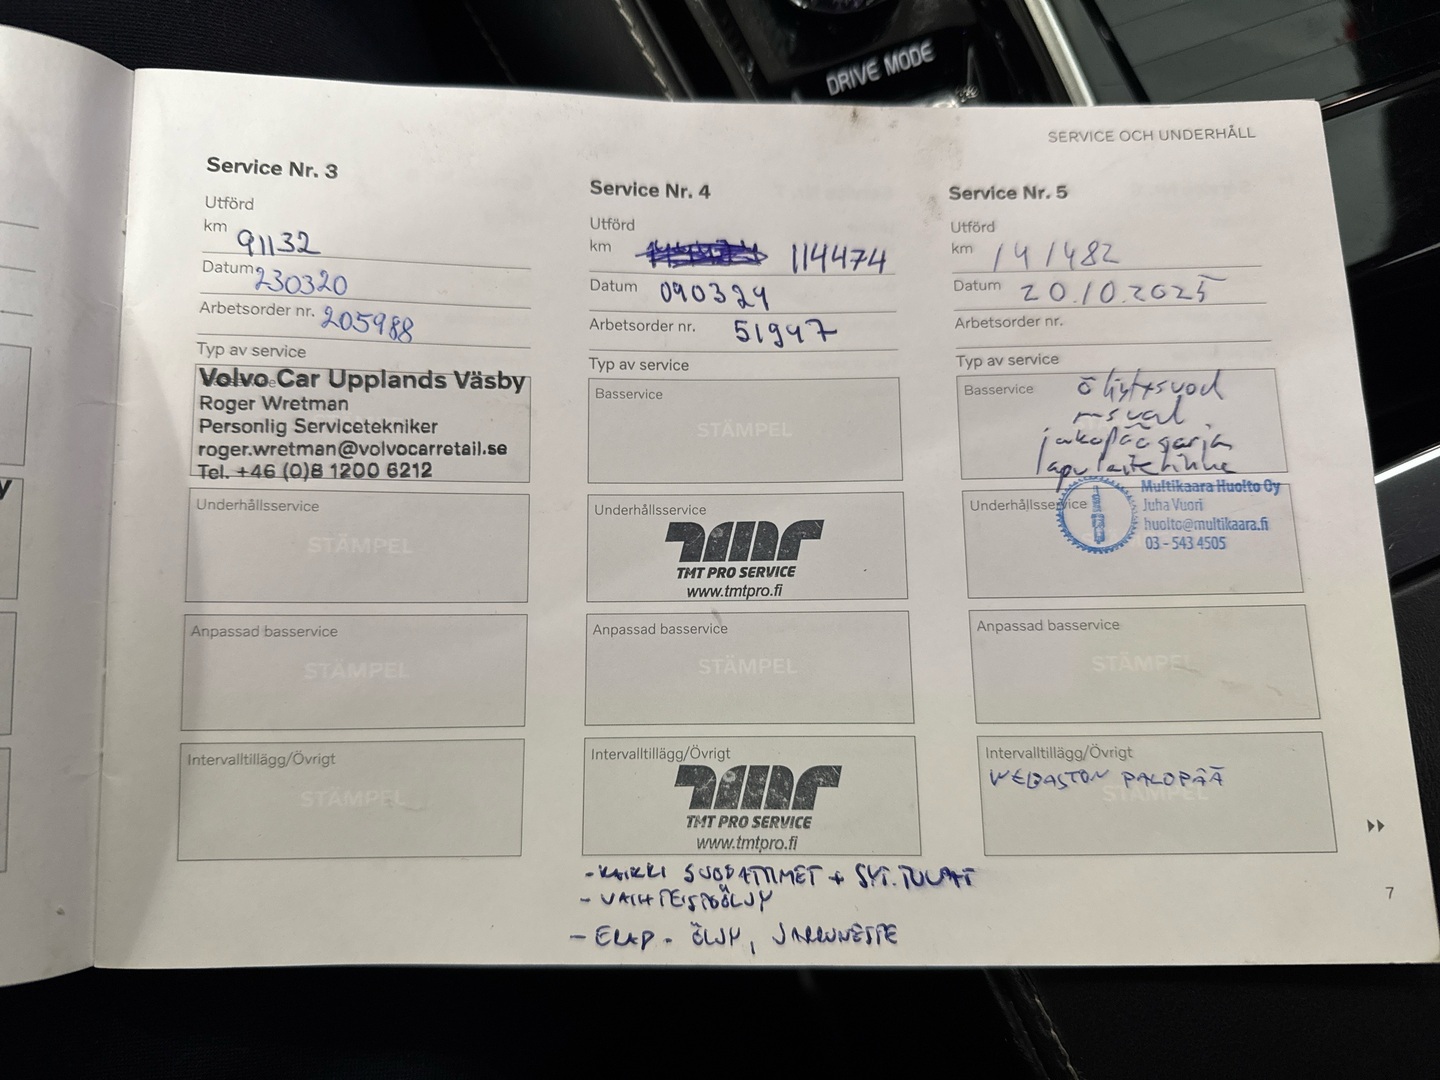 DRIVE MODE
SERVICE OCH UNDERHÅLL
Service Nr. 3
Utförd
km 91132
Datum 230320
Arbetsorder nr. 205988
Typ av service
Volvo Car Upplands Väsby
Roger Wretman
Personlig Servicetekniker
roger.wretman@volvocarretail.se
Tel. +46 (0)8 1200 6212
Underhållsservice
STÄMPEL
Anpassad basservice
STÄMPEL
Intervalltillägg/Övrigt
STÄMPEL
Service Nr. 4
Utförd
km 114474
Datum 090324
Arbetsorder nr. 51947
Typ av service
Basservice
STÄMPEL
Underhållsservice
TMT PRO SERVICE
www.tmtpro.fi
Anpassad basservice
STÄMPEL
Intervalltillägg/Övrigt
TMT PRO SERVICE
www.tmtpro.fi
- KAIKKI SUODATTIMET + SYT.TULPAT
- VAIHTEISTOÖLJY
- ERAP - ÖLJY, JARRUNESTE
Service Nr. 5
Utförd
km 141482
Datum 20.10.2025
Arbetsorder nr.
Typ av service
Basservice
Underhållsservice
Multikaara Huolto Oy
Juha Vuori
huolto@multikaara.fi
03 - 543 4505
Anpassad basservice
STÄMPEL
Intervalltillägg/Övrigt
WEBASTON PALOPÄÄ
STÄMPEL
7